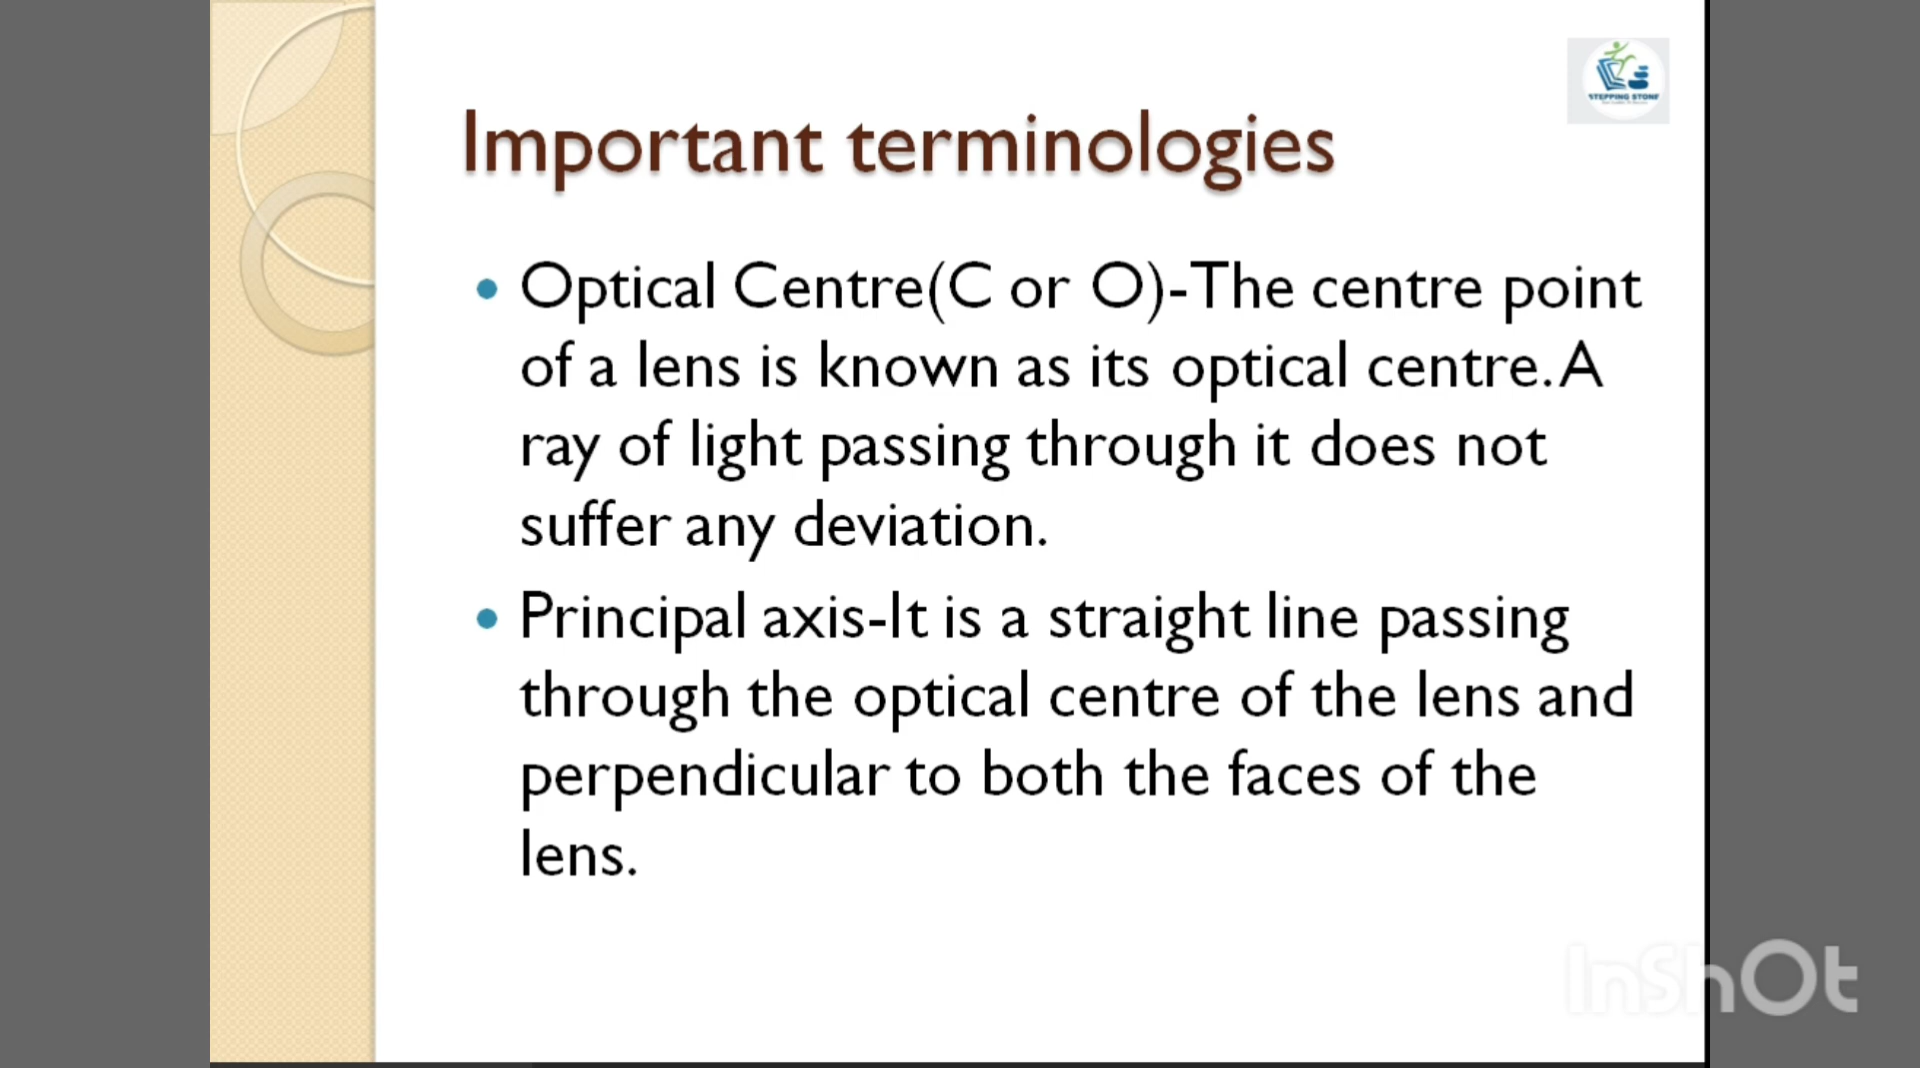 STEPPING STONE
Important terminologies
• Optical Centre(C or O)-The centre point
of a lens is known as its optical centre. A
ray of light passing through it does not
suffer any deviation.
• Principal axis-It is a straight line passing
through the optical centre of the lens and
perpendicular to both the faces of the
lens.
InShOt